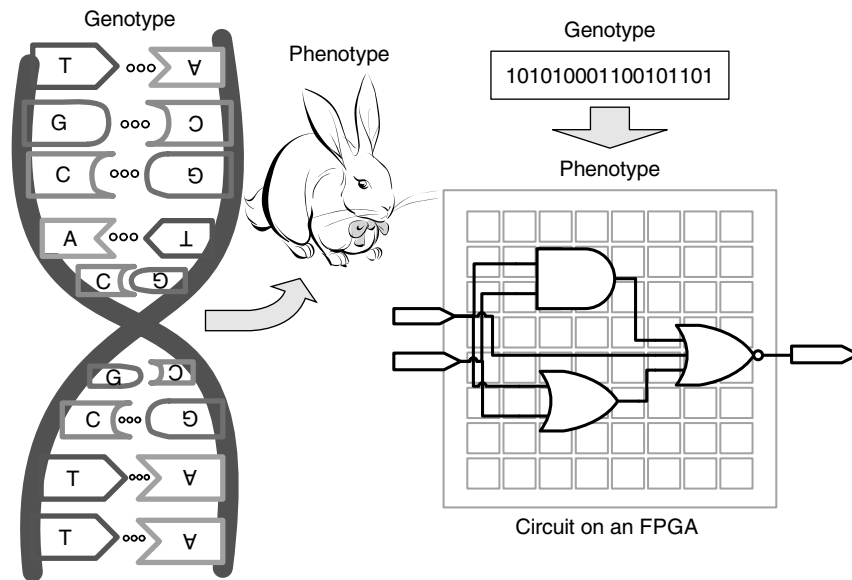 Genotype
T A
G C
C G
A T
C G
G C
C G
T A
T A
Phenotype
Genotype
101010001100101101
Phenotype
Circuit on an FPGA